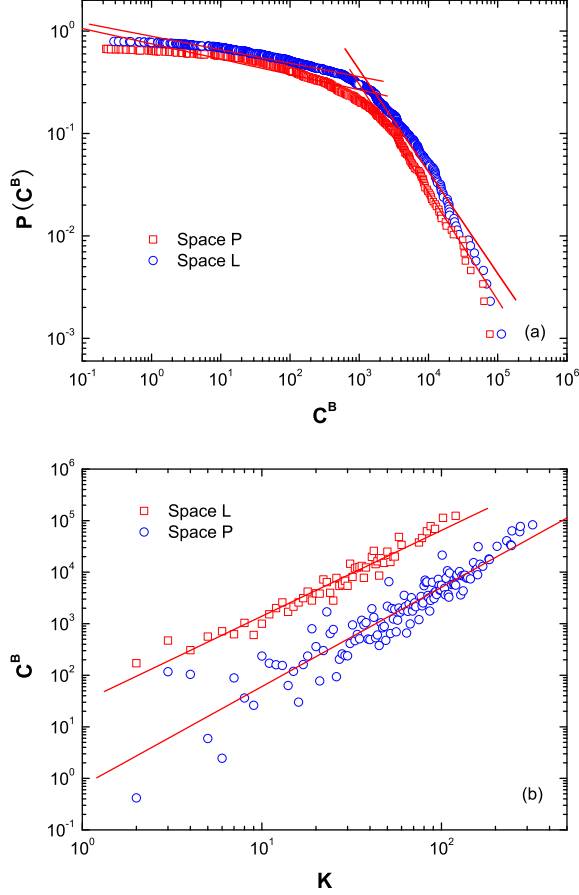 10^0
10^-1
10^-2
10^-3
P(C^B)
Space P
Space L
(a)
10^-1 10^0 10^1 10^2 10^3 10^4 10^5 10^6
C^B
10^6
10^5
10^4
10^3
10^2
10^1
10^0
10^-1
C^B
Space L
Space P
(b)
10^0 10^1 10^2
K